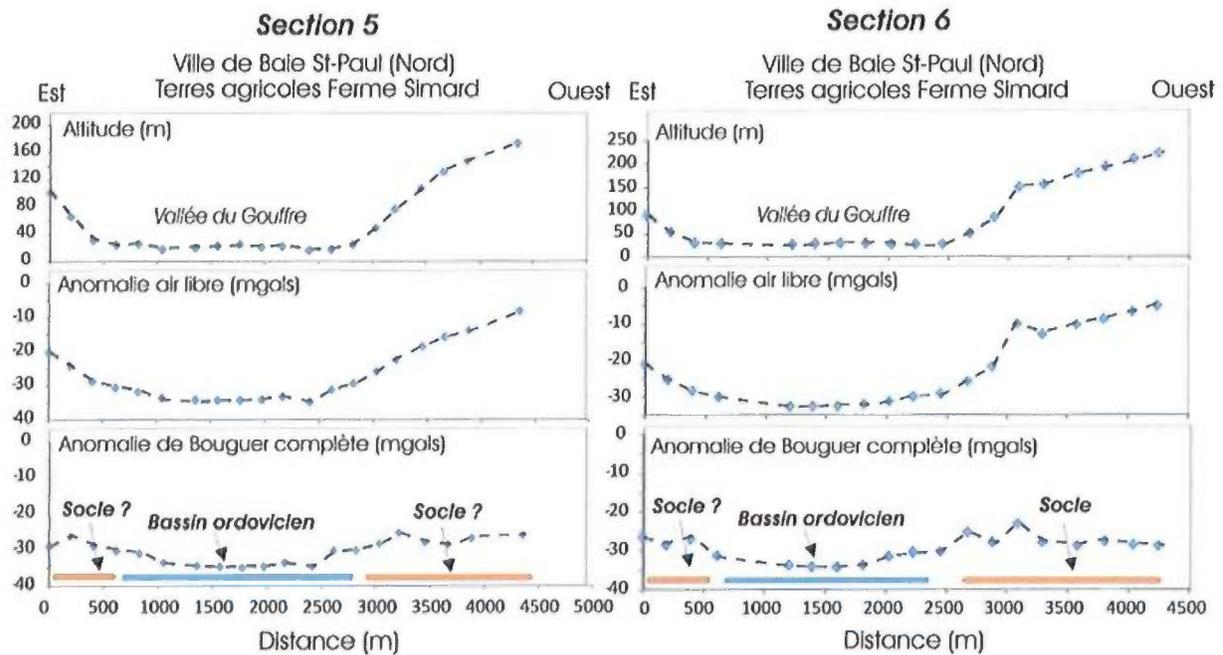 Section 5
Ville de Baie St-Paul (Nord)
Est Terres agricoles Ferme Simard Ouest
Altitude (m)
200
160
120
80
40
0
Vallée du Gouffre
Anomalie air libre (mgals)
0
-10
-20
-30
-40
Anomalie de Bouguer complète (mgals)
0
-10
-20
-30
-40
Socle ?
Bassin ordovicien
Socle ?
0 500 1000 1500 2000 2500 3000 3500 4000 4500 5000
Distance (m)
Section 6
Ville de Baie St-Paul (Nord)
Est Terres agricoles Ferme Simard Ouest
Altitude (m)
250
200
150
100
50
0
Vallée du Gouffre
Anomalie air libre (mgals)
0
-10
-20
-30
Anomalie de Bouguer complète (mgals)
0
-10
-20
-30
-40
Socle ?
Bassin ordovicien
Socle
0 500 1000 1500 2000 2500 3000 3500 4000 4500
Distance (m)